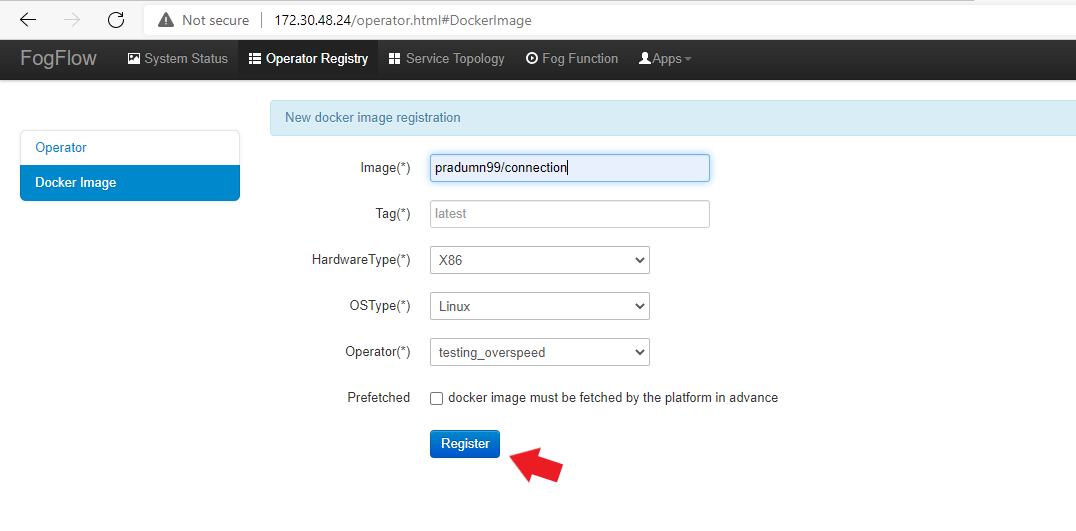 Not secure 172.30.48.24/operator.html#DockerImage
FogFlow System Status Operator Registry Service Topology Fog Function Apps
New docker image registration
Operator
Docker Image
Image(*) pradumn99/connection
Tag(*) latest
HardwareType(*) X86
OSType(*) Linux
Operator(*) testing_overspeed
Prefetched docker image must be fetched by the platform in advance
Register